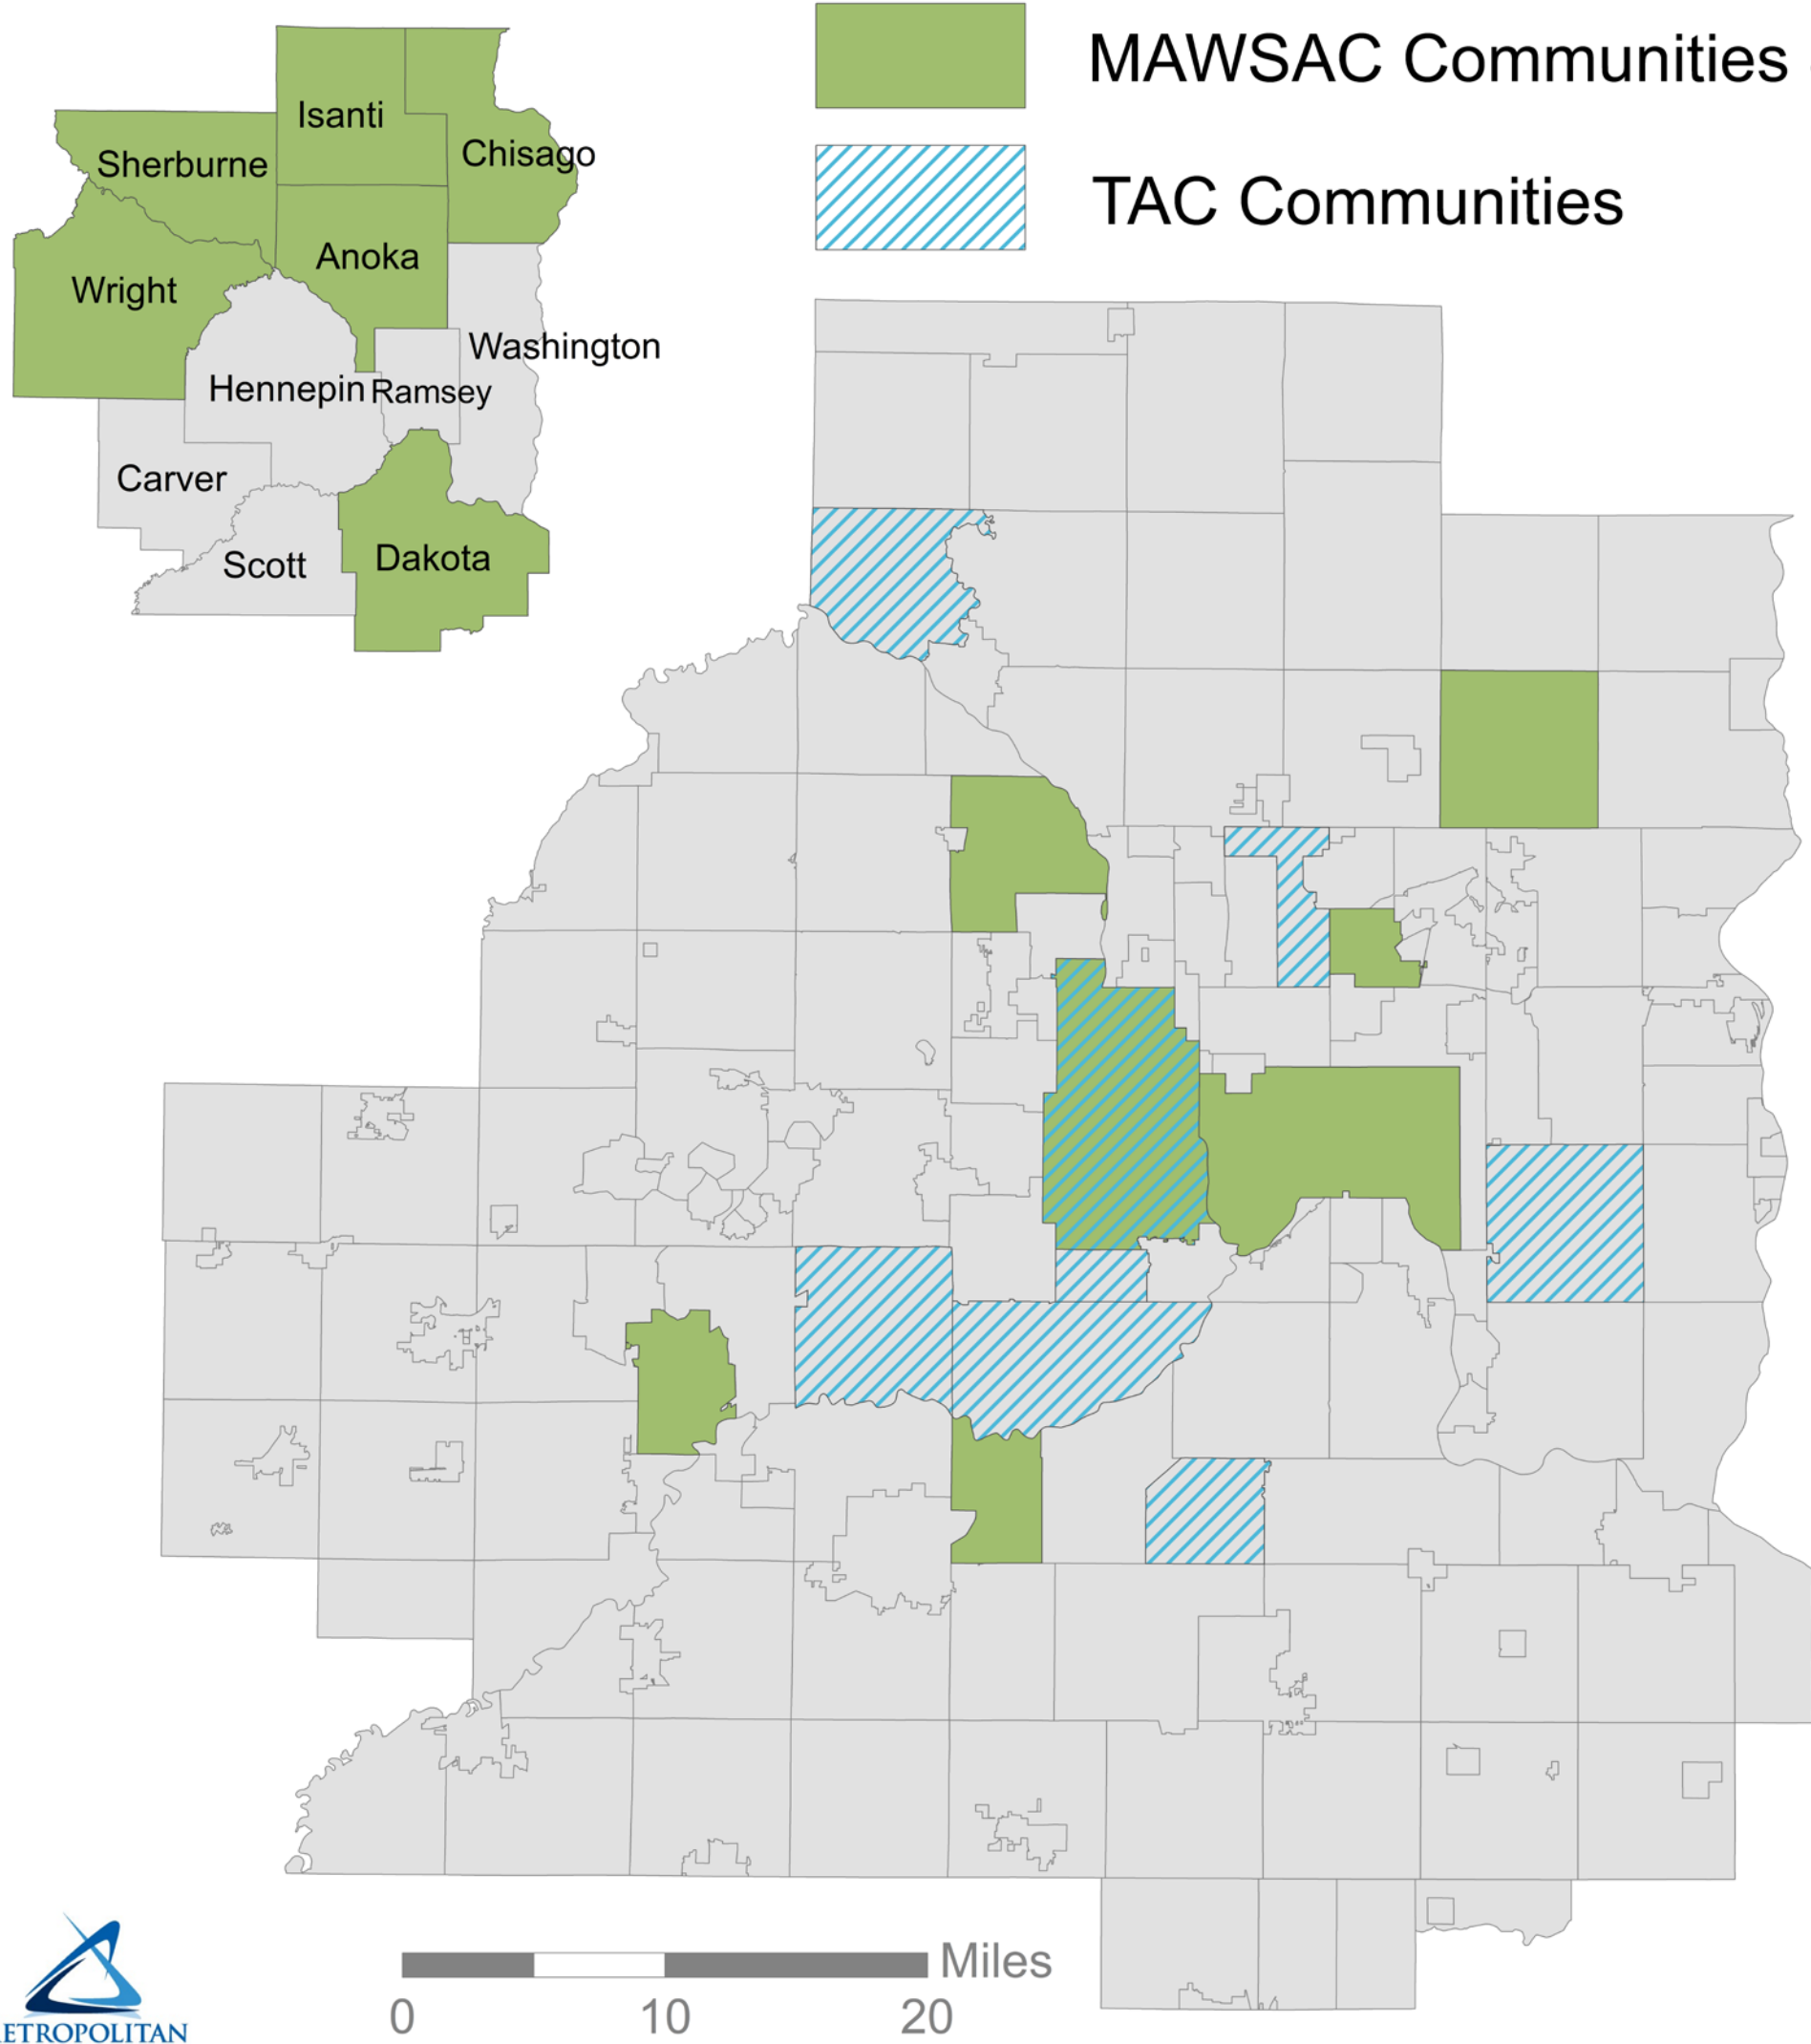 MAWSAC Communities
TAC Communities
Isanti
Sherburne
Chisago
Anoka
Wright
Washington
Hennepin
Ramsey
Carver
Scott
Dakota
Miles
0 10 20